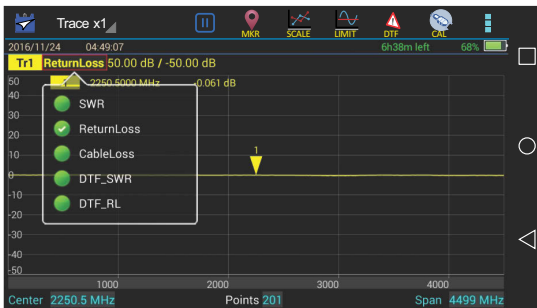 Trace x1
MKR SCALE LIMIT DTF CAL
2016/11/24 04:49:07 6h38m left 68%
Tr1 ReturnLoss 50.00 dB / -50.00 dB
50 1 2250.5000 MHz -0.061 dB
40
SWR
30
ReturnLoss
20
1
10
CableLoss
0
DTF_SWR
-10
DTF_RL
-20
-30
-40
-50
1000 2000 3000 4000
Center 2250.5 MHz Points 201 Span 4499 MHz